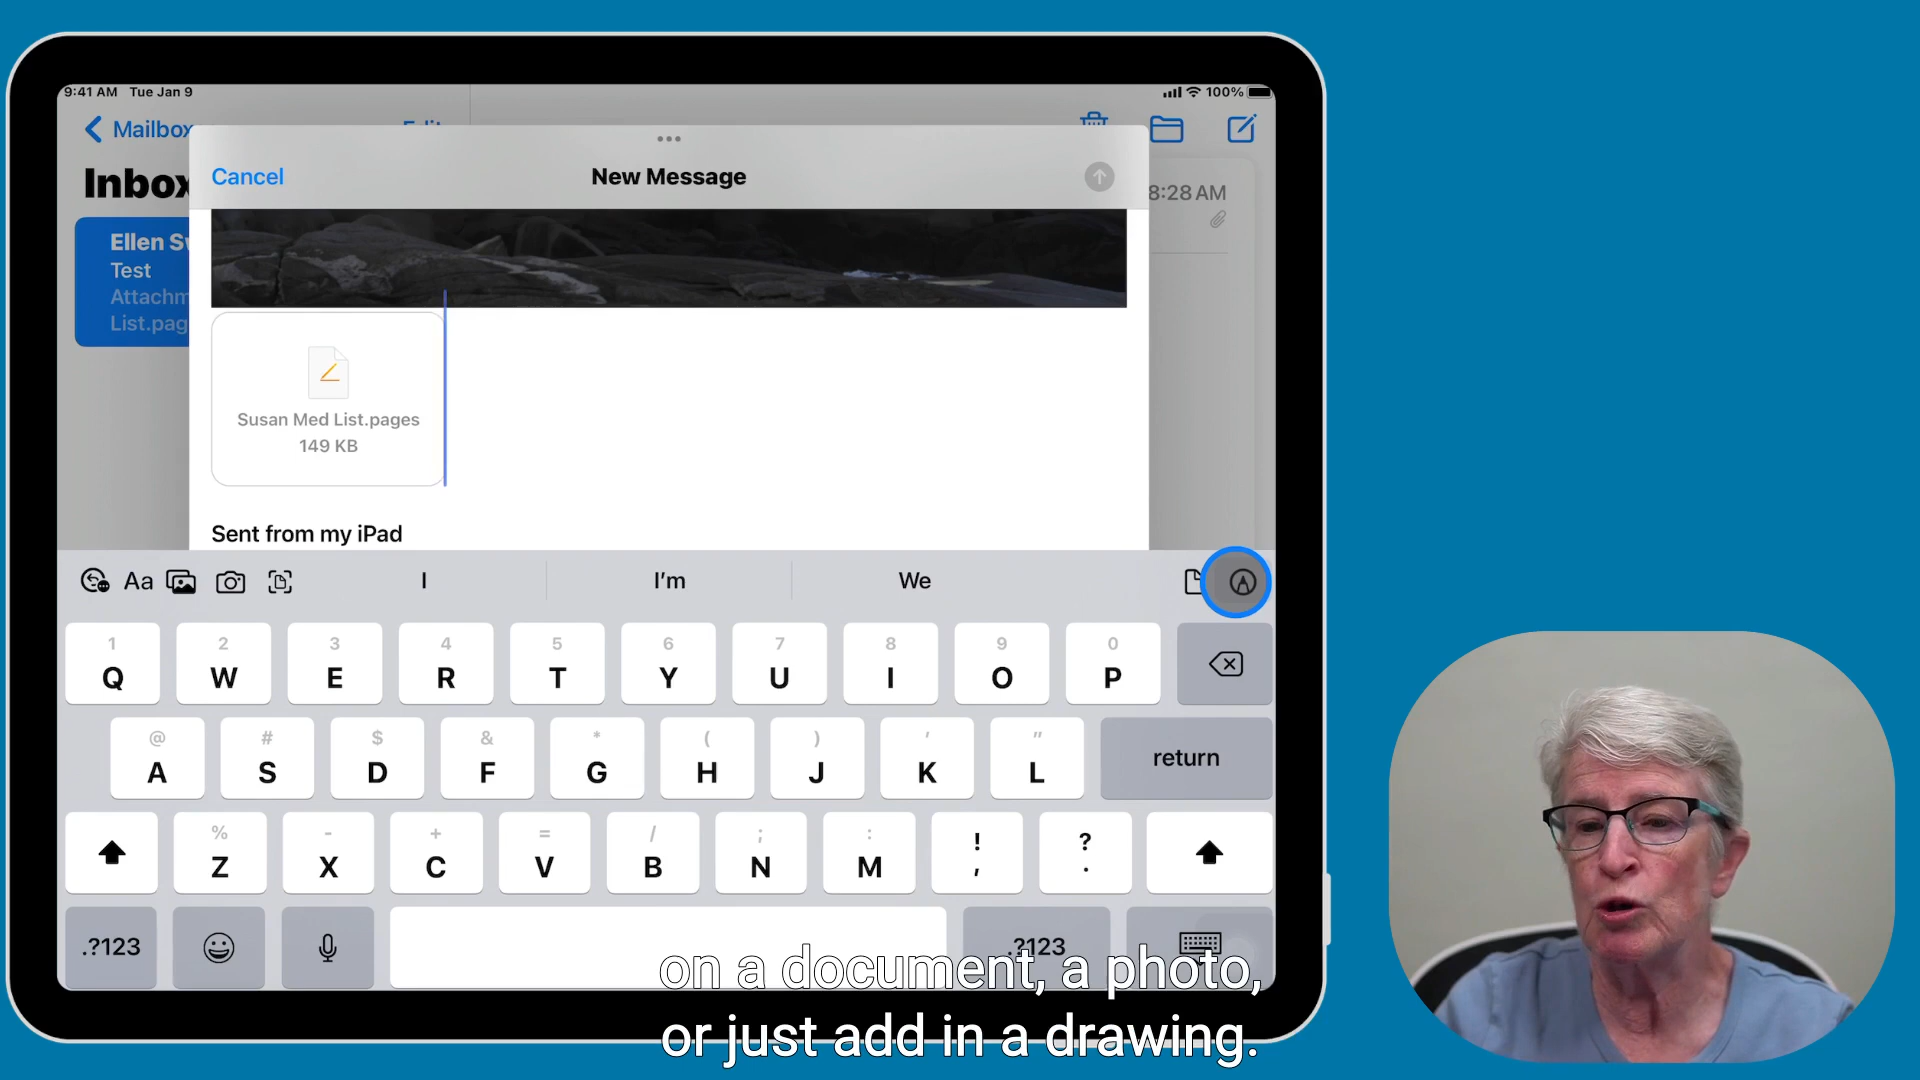 9:41 AM Tue Jan 9
100%
Mailbox
Edit
Inbox
Cancel
New Message
8:28 AM
Ellen Sw
Test
Attachm
List.pag
Susan Med List.pages
149 KB
Sent from my iPad
Aa
I
I'm
We
1 2 3 4 5 6 7 8 9 0
Q W E R T Y U I O P
@ # $ & * ( ) ' "
A S D F G H J K L return
% - + = / ; : ! ?
Z X C V B N M , .
.?123 .?123
on a document, a photo,
or just add in a drawing.